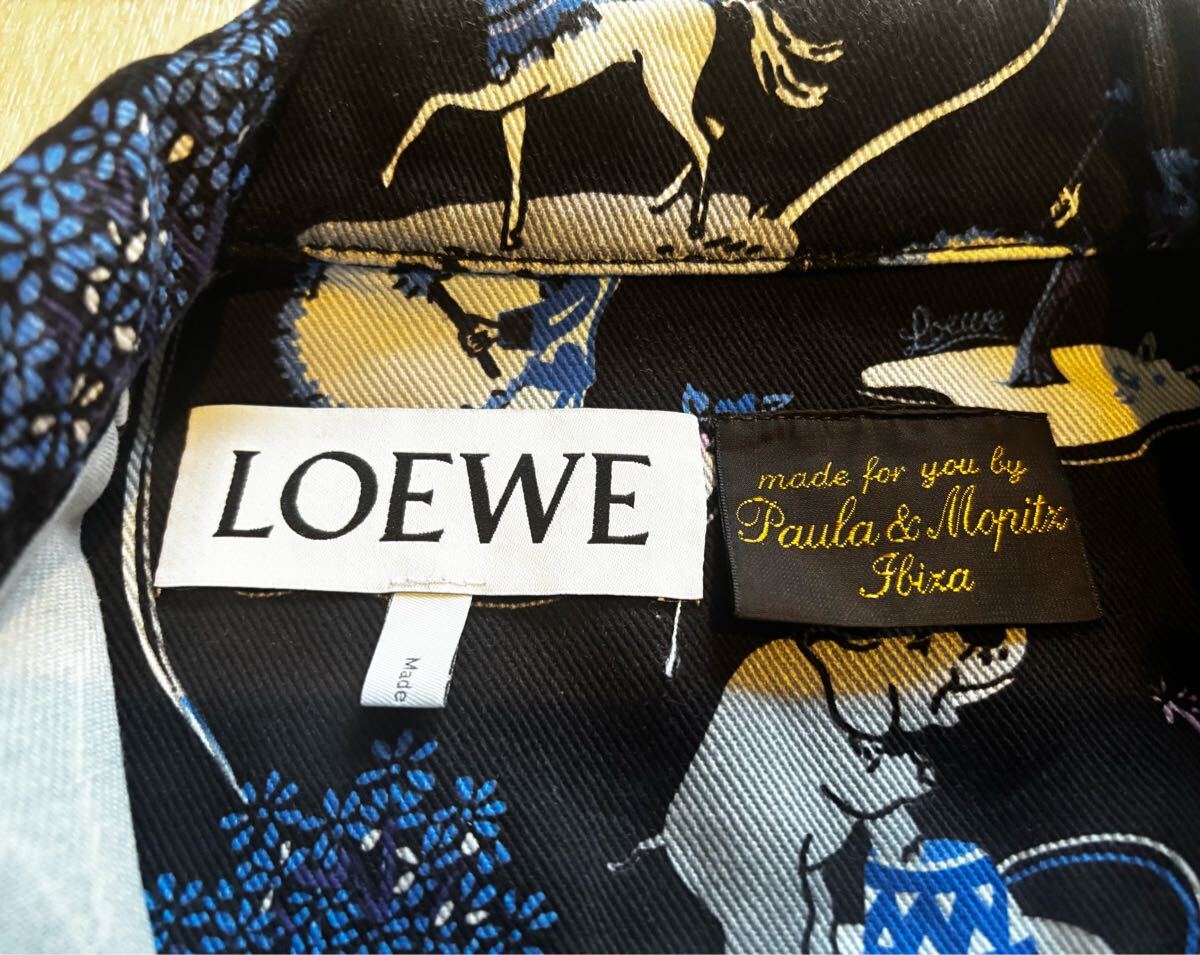 Loewe
LOEWE
made for you by
Paula & Mopitz
Ibiza
Made